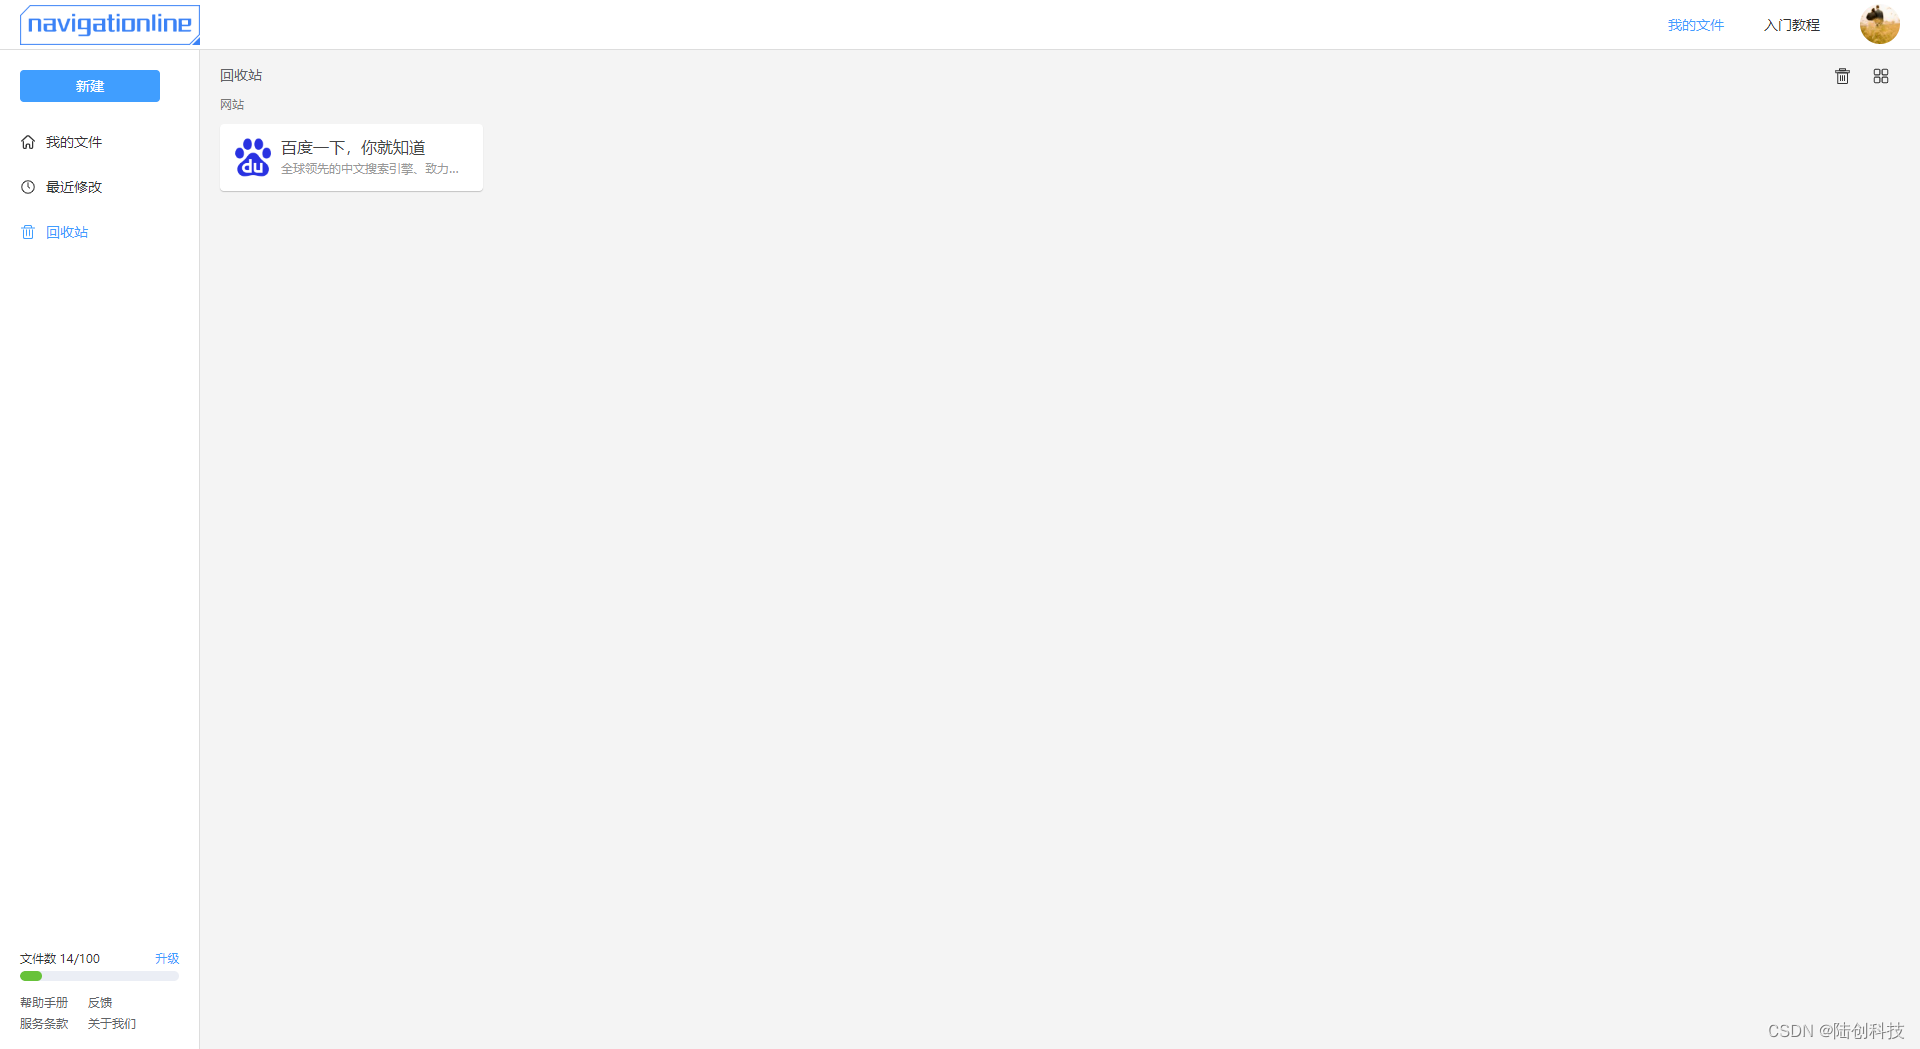 navigationline
我的文件
入门教程
新建
我的文件
最近修改
回收站
回收站
网站
du
百度一下，你就知道
全球领先的中文搜索引擎、致力...
文件数 14/100
升级
帮助手册
反馈
服务条款
关于我们
CSDN @陆创科技